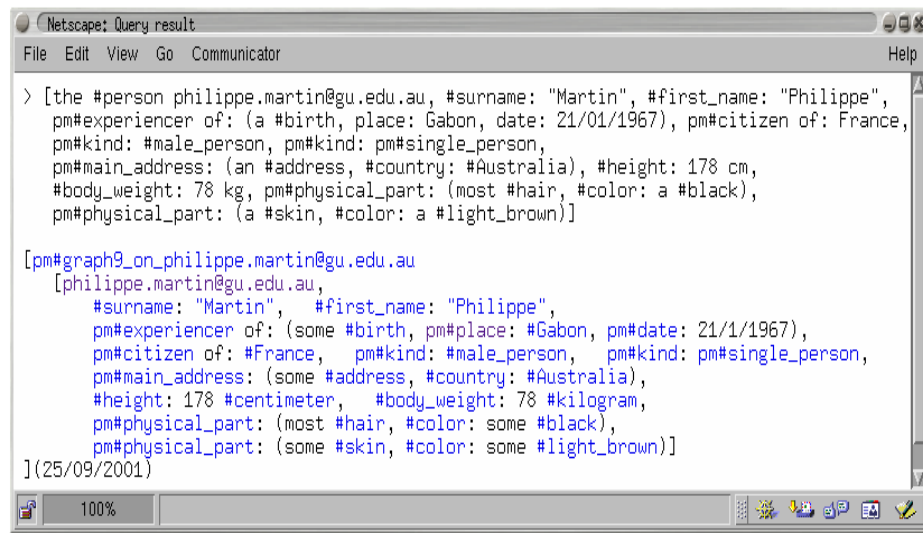 Netscape: Query result
File Edit View Go Communicator Help
> [the #person philippe.martin@gu.edu.au, #surname: "Martin", #first_name: "Philippe",
pm#experiencer of: (a #birth, place: Gabon, date: 21/01/1967), pm#citizen of: France,
pm#kind: #male_person, pm#kind: pm#single_person,
pm#main_address: (an #address, #country: #Australia), #height: 178 cm,
#body_weight: 78 kg, pm#physical_part: (most #hair, #color: a #black),
pm#physical_part: (a #skin, #color: a #light_brown)]
[pm#graph9_on_philippe.martin@gu.edu.au
[philippe.martin@gu.edu.au,
#surname: "Martin", #first_name: "Philippe",
pm#experiencer of: (some #birth, pm#place: #Gabon, pm#date: 21/1/1967),
pm#citizen of: #France, pm#kind: #male_person, pm#kind: pm#single_person,
pm#main_address: (some #address, #country: #Australia),
#height: 178 #centimeter, #body_weight: 78 #kilogram,
pm#physical_part: (most #hair, #color: some #black),
pm#physical_part: (some #skin, #color: some #light_brown)]
](25/09/2001)
100%